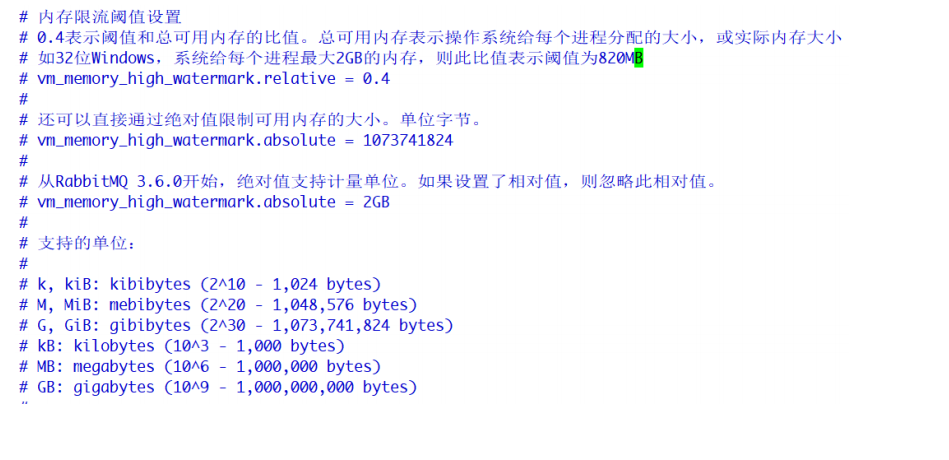 # 内存限流阈值设置
# 0.4表示阈值和总可用内存的比值。总可用内存表示操作系统给每个进程分配的大小，或实际内存大小
# 如32位Windows，系统给每个进程最大2GB的内存，则此比值表示阈值为820MB
# vm_memory_high_watermark.relative = 0.4
#
# 还可以直接通过绝对值限制可用内存的大小。单位字节。
# vm_memory_high_watermark.absolute = 1073741824
#
# 从RabbitMQ 3.6.0开始，绝对值支持计量单位。如果设置了相对值，则忽略此相对值。
# vm_memory_high_watermark.absolute = 2GB
#
# 支持的单位：
#
# k, kiB: kibibytes (2^10 - 1,024 bytes)
# M, MiB: mebibytes (2^20 - 1,048,576 bytes)
# G, GiB: gibibytes (2^30 - 1,073,741,824 bytes)
# kB: kilobytes (10^3 - 1,000 bytes)
# MB: megabytes (10^6 - 1,000,000 bytes)
# GB: gigabytes (10^9 - 1,000,000,000 bytes)
#